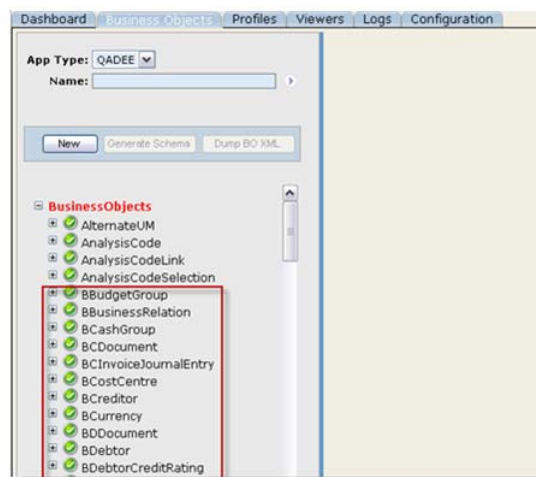 Dashboard Business Objects Profiles Viewers Logs Configuration
App Type: QADEE
Name:
New Generate Schema Dump BO XML
BusinessObjects
AlternateUM
AnalysisCode
AnalysisCodeLink
AnalysisCodeSelection
BBudgetGroup
BBusinessRelation
BCashGroup
BCDocument
BCInvoiceJournalEntry
BCostCentre
BCreditor
BCurrency
BDDocument
BDebtor
BDebtorCreditRating